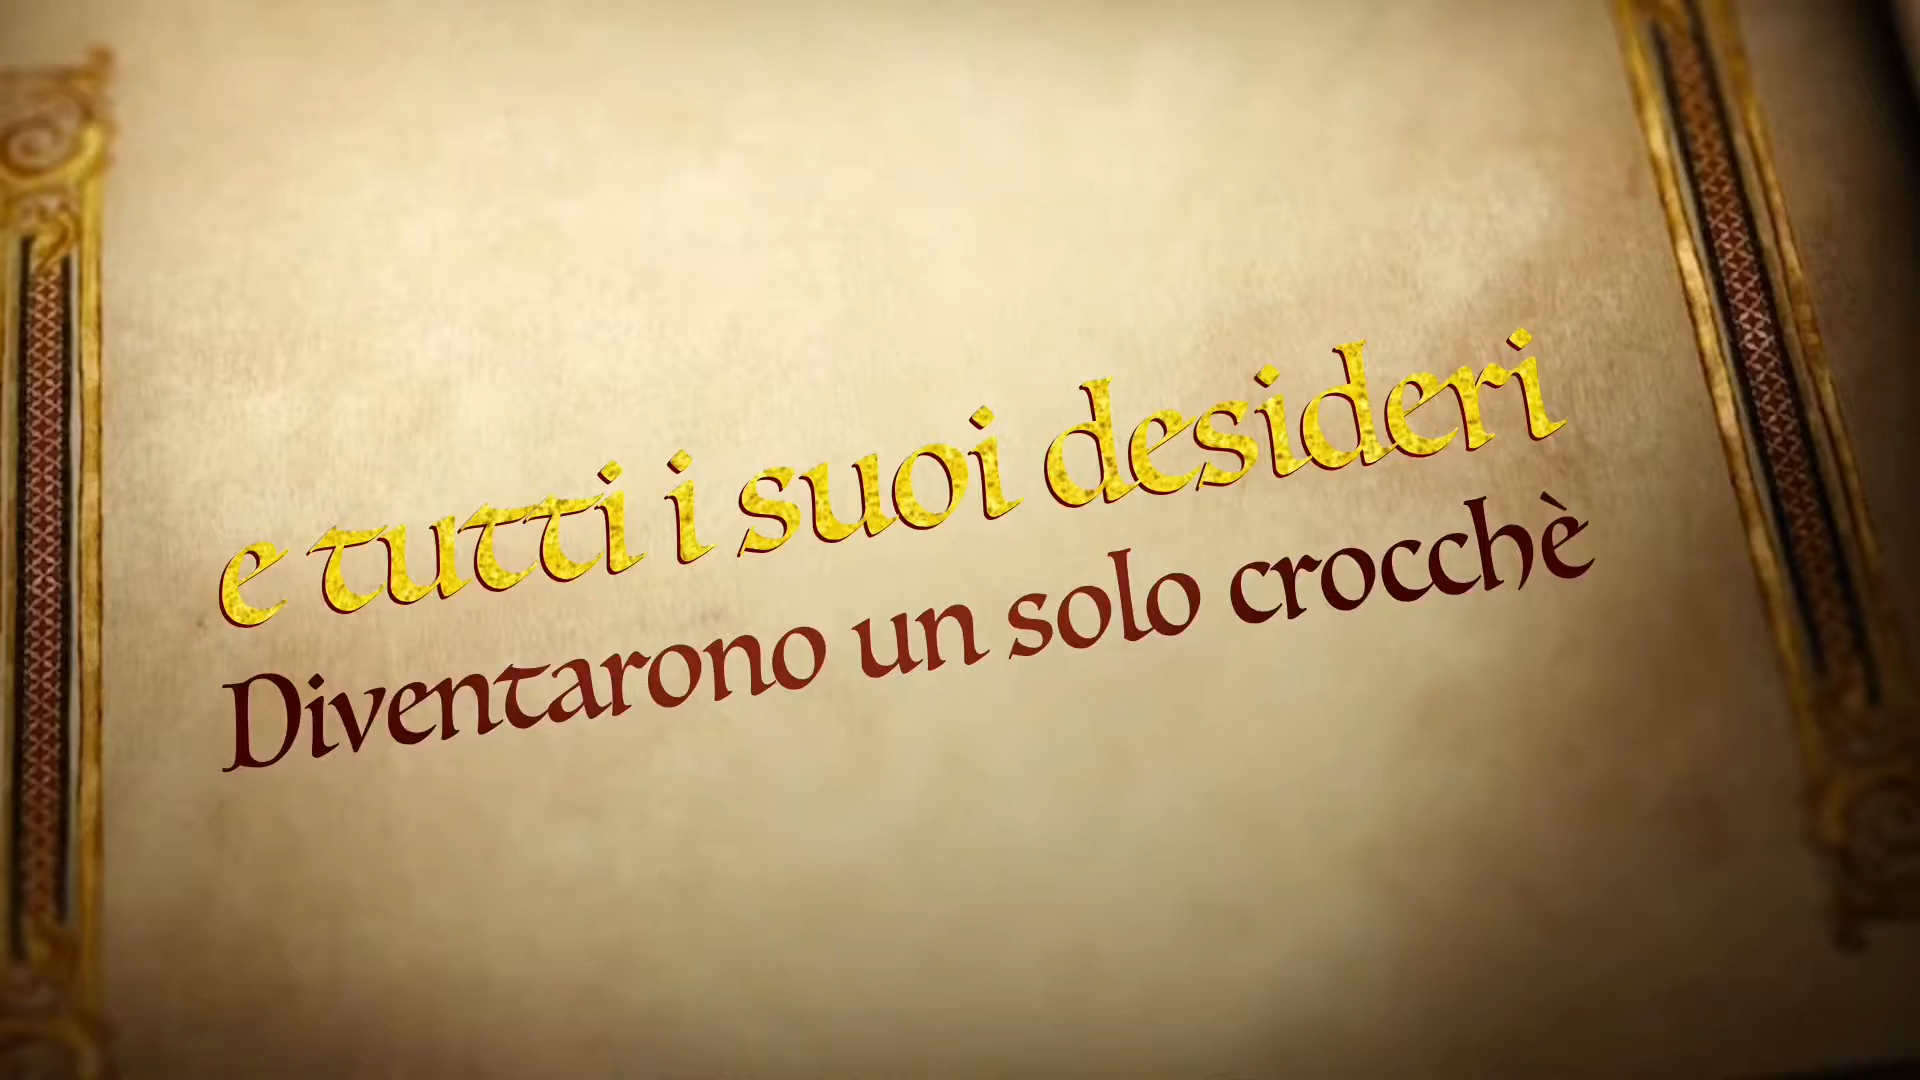 e tutti i suoi desideri
Diventarono un solo crocchè